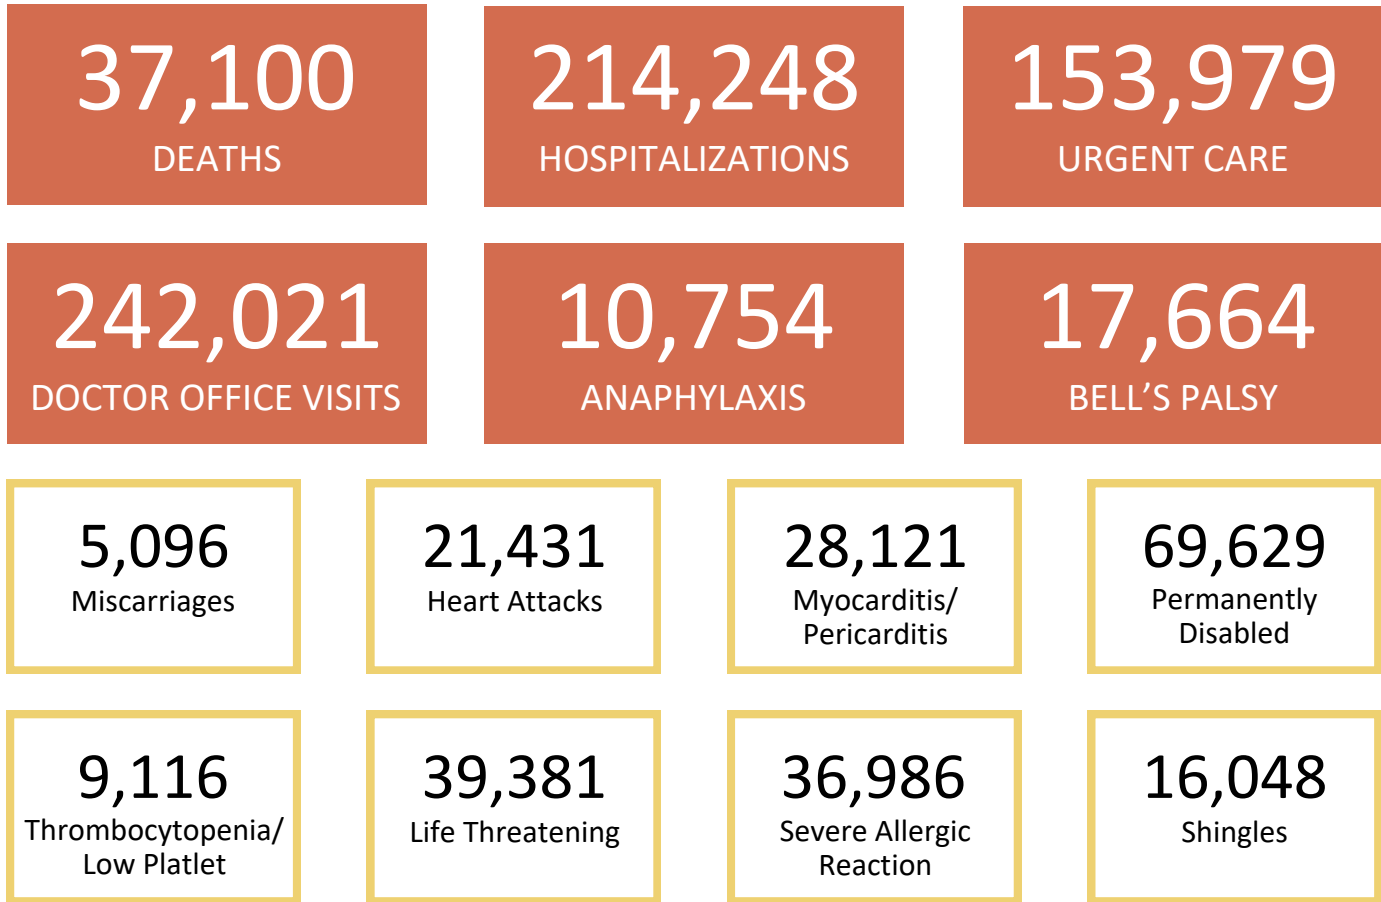 37,100
DEATHS
214,248
HOSPITALIZATIONS
153,979
URGENT CARE
242,021
DOCTOR OFFICE VISITS
10,754
ANAPHYLAXIS
17,664
BELL’S PALSY
5,096
Miscarriages
21,431
Heart Attacks
28,121
Myocarditis/
Pericarditis
69,629
Permanently
Disabled
9,116
Thrombocytopenia/
Low Platlet
39,381
Life Threatening
36,986
Severe Allergic
Reaction
16,048
Shingles